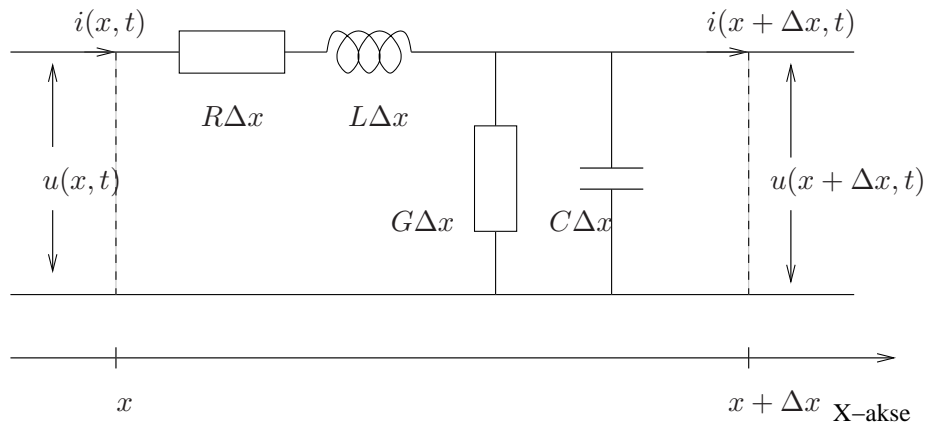 i(x, t) i(x + Δx, t)
RΔx LΔx
u(x, t) u(x + Δx, t)
GΔx CΔx
x x + Δx X–akse